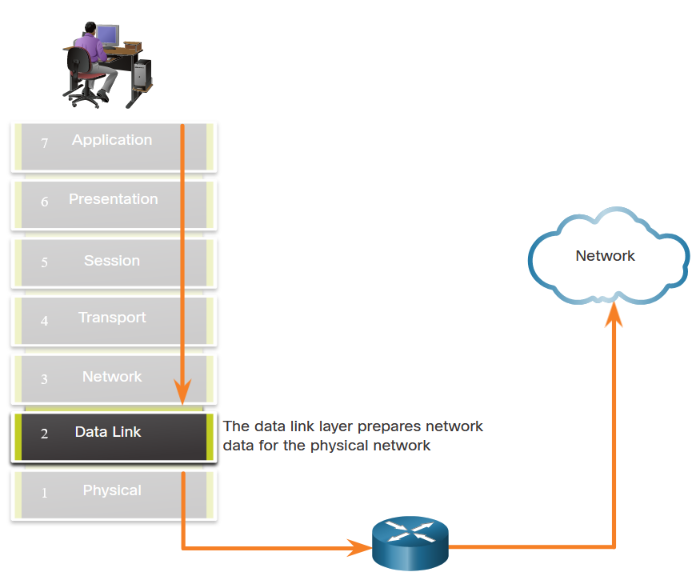 7 Application
6 Presentation
5 Session
4 Transport
3 Network
2 Data Link
The data link layer prepares network
data for the physical network
1 Physical
Network